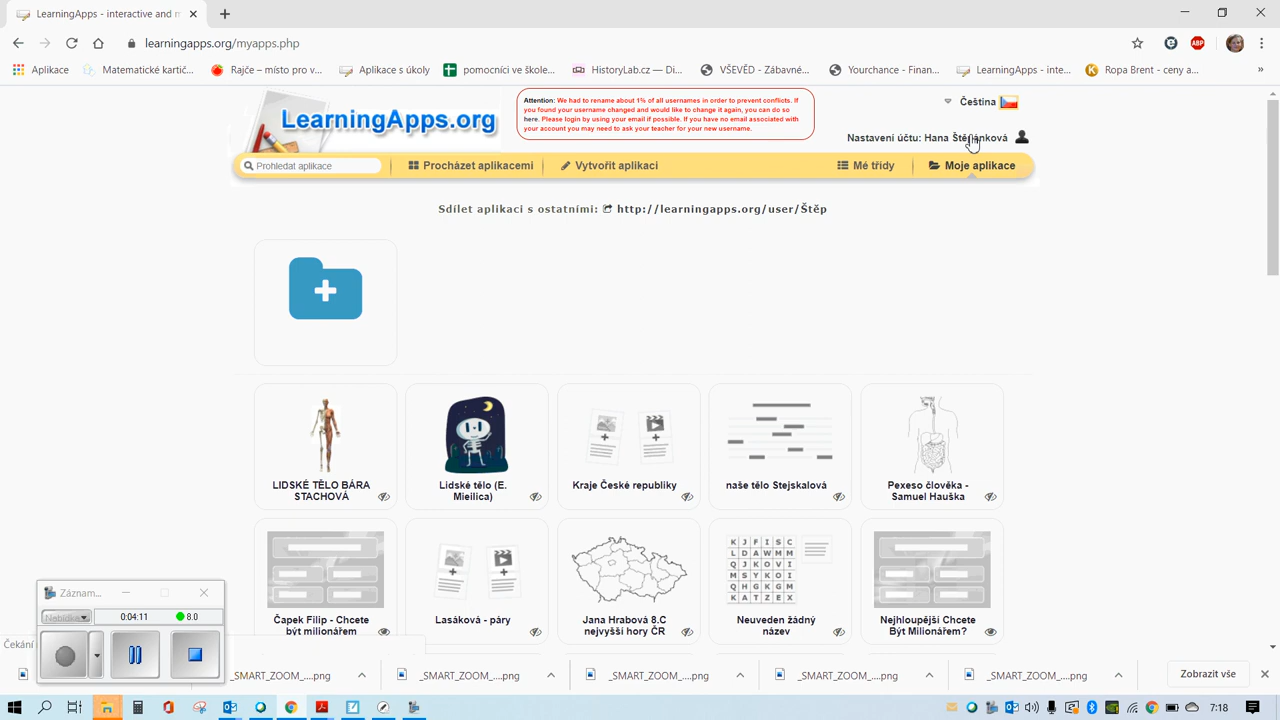 LearningApps - interactive and m
learningapps.org/myapps.php
ABP
Aplikace
Matematické kartič...
Rajče – místo pro v...
Aplikace s úkoly
pomocníci ve škole...
HistoryLab.cz — Di...
VŠEVĚD - Zábavné...
Yourchance - Finan...
LearningApps - inte...
Ropa Brent - ceny a...
»
LearningApps.org
Attention: We had to rename about 1% of all usernames in order to prevent conflicts. If
you found your username changed and would like to change it again, you can do so
here. Please login by using your email if possible. If you have no email associated with
your account you may need to ask your teacher for your new username.
Čeština
Nastavení účtu: Hana Štěpánková
Prohledat aplikace
Procházet aplikacemi
Vytvořit aplikaci
Mé třídy
Moje aplikace
Sdílet aplikaci s ostatními: http://learningapps.org/user/Štěp
LIDSKÉ TĚLO BÁRA
STACHOVÁ
Lidské tělo (E.
Kraje České republiky
naše tělo Stejskalová
Pexeso člověka -
Samuel Hauška
Čapek Filip - Chcete
být milionářem
Lasáková - páry
Jana Hrabová 8.C
nejvyšší hory ČR
K J F I S C
L D A W M M
Q J K O V I
M S Y K O I
Q H G K G M
K A T Z E X
Neuveden žádný
název
Nejhloupější Chcete
Být Milionářem?
Záznam...
Nabídka
0:04:11
8.0
Čekání
_SMART_ZOOM_....png
_SMART_ZOOM_....png
_SMART_ZOOM_....png
_SMART_ZOOM_....png
_SMART_ZOOM_....png
Zobrazit vše
7:18